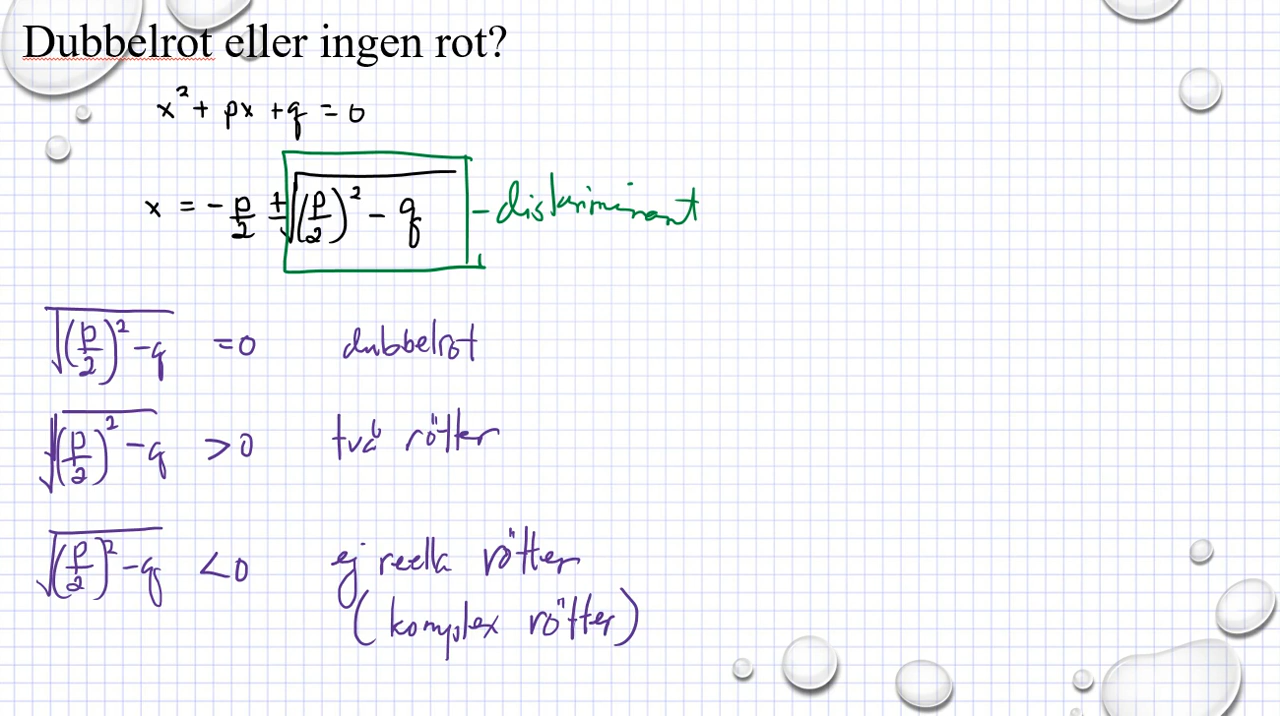 Dubbelrot eller ingen rot?
x² + px + q = 0
x = - p/2 ± √((p/2)² - q) - diskriminant
√((p/2)² - q) = 0 dubbelrot
√((p/2)² - q) > 0 två rötter
√((p/2)² - q) < 0 ej reella rötter
(komplex rötter)